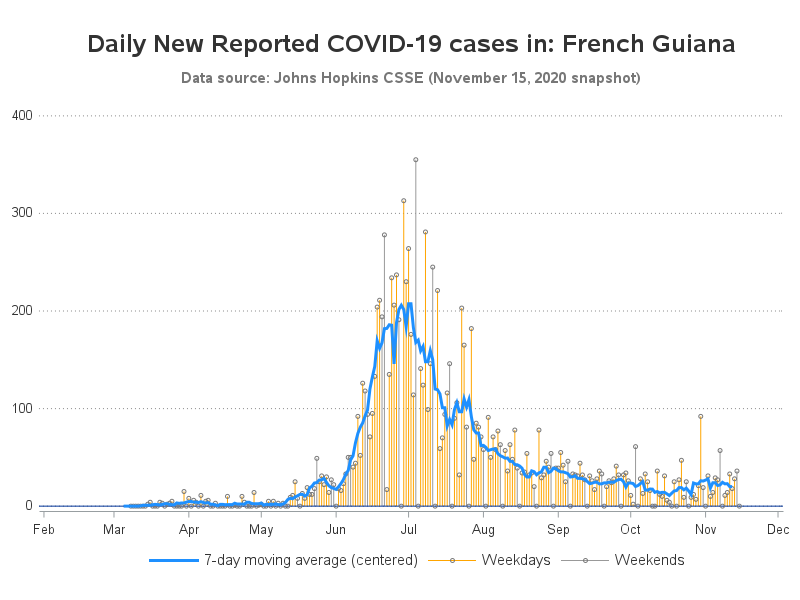 Daily New Reported COVID-19 cases in: French Guiana
Data source: Johns Hopkins CSSE (November 15, 2020 snapshot)
400
300
200
100
0
Feb Mar Apr May Jun Jul Aug Sep Oct Nov Dec
7-day moving average (centered) Weekdays Weekends